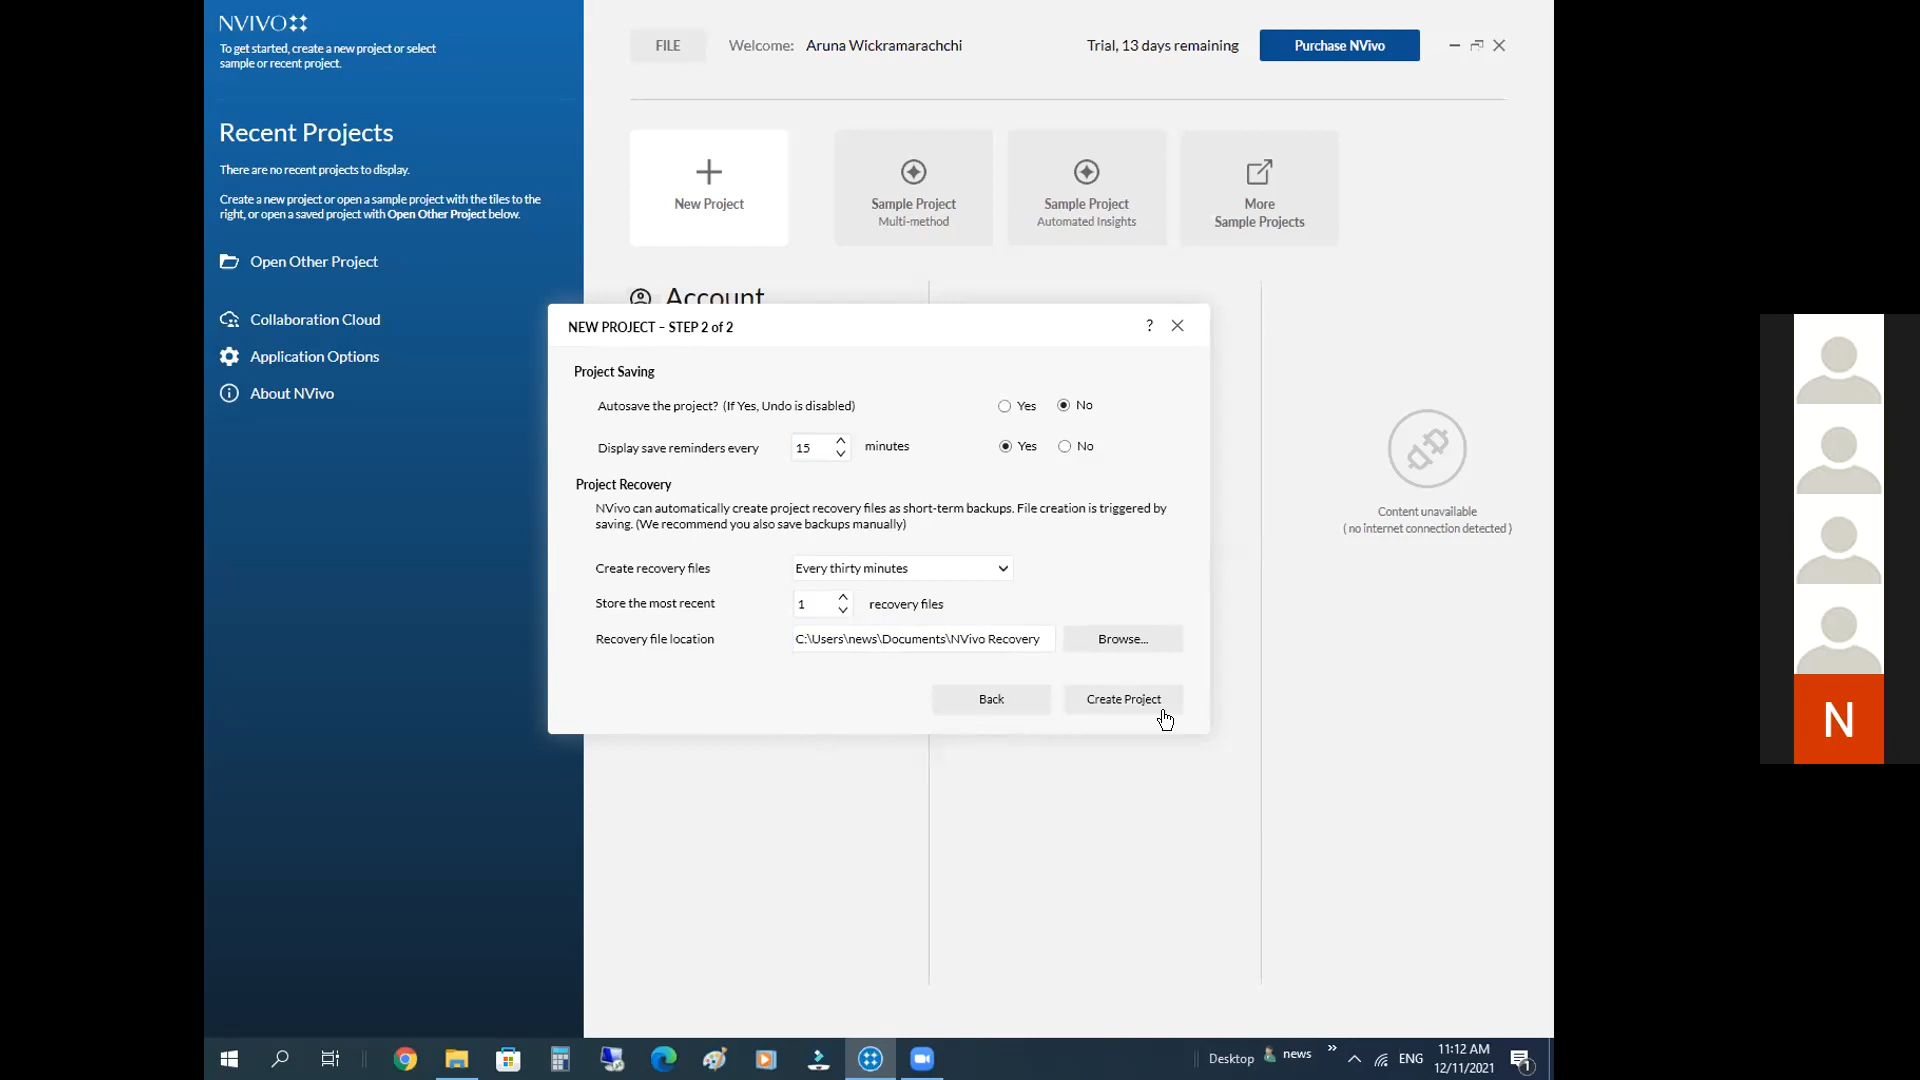 NVIVO
To get started, create a new project or select
sample or recent project.
Recent Projects
There are no recent projects to display.
Create a new project or open a sample project with the tiles to the
right, or open a saved project with Open Other Project below.
Open Other Project
Collaboration Cloud
Application Options
About NVivo
FILE
Welcome: Aruna Wickramarachchi
Trial, 13 days remaining
Purchase NVivo
New Project
Sample Project
Multi-method
Sample Project
Automated Insights
More
Sample Projects
Account
NEW PROJECT – STEP 2 of 2
?
Project Saving
Autosave the project? (If Yes, Undo is disabled) Yes No
Display save reminders every 15 minutes Yes No
Project Recovery
NVivo can automatically create project recovery files as short-term backups. File creation is triggered by
saving. (We recommend you also save backups manually)
Create recovery files Every thirty minutes
Store the most recent 1 recovery files
Recovery file location C:\Users\news\Documents\NVivo Recovery Browse...
Back Create Project
Content unavailable
( no internet connection detected )
N
Desktop news » ENG
11:12 AM
12/11/2021
1